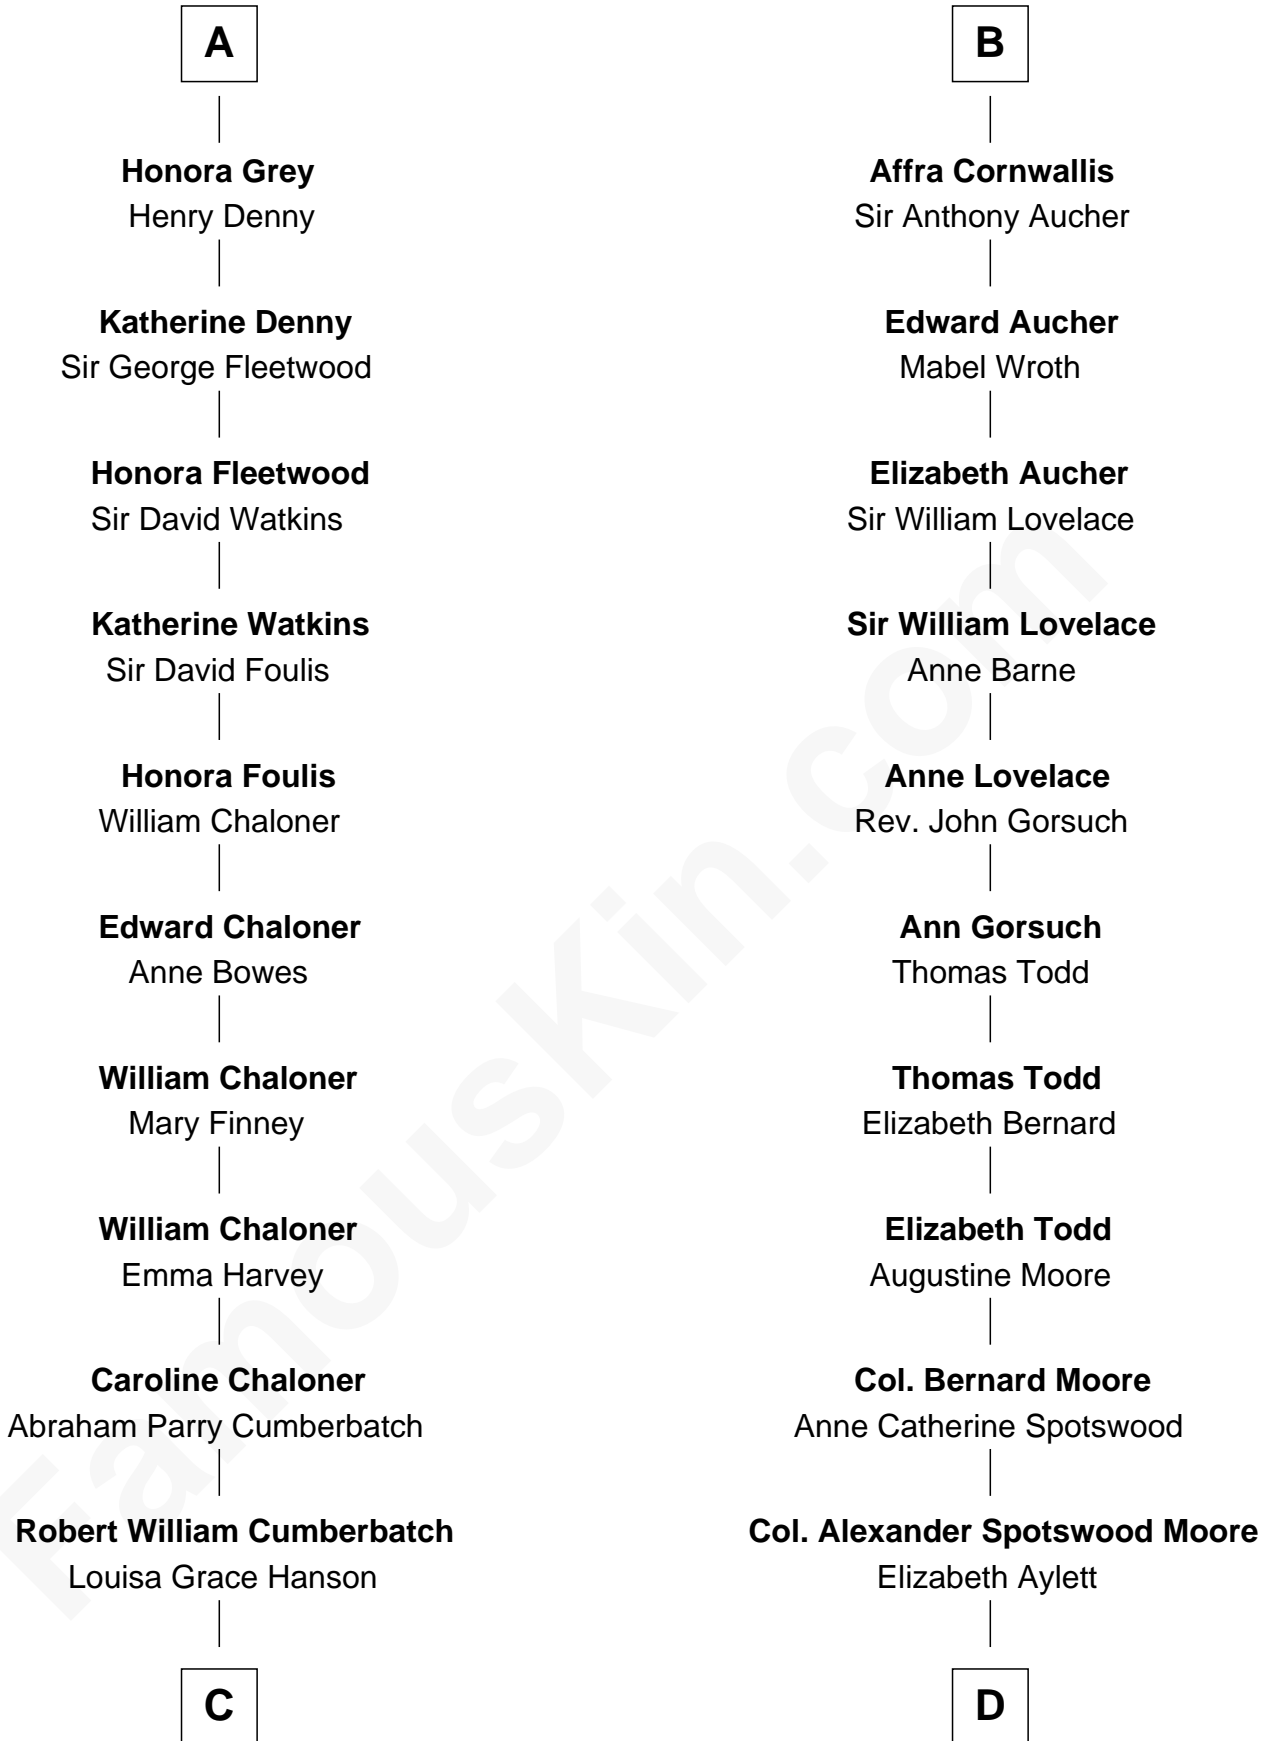 A
Honora Grey
Henry Denny
Katherine Denny
Sir George Fleetwood
Honora Fleetwood
Sir David Watkins
Katherine Watkins
Sir David Foulis
Honora Foulis
William Chaloner
Edward Chaloner
Anne Bowes
William Chaloner
Mary Finney
William Chaloner
Emma Harvey
Caroline Chaloner
Abraham Parry Cumberbatch
Robert William Cumberbatch
Louisa Grace Hanson
C
B
Affra Cornwallis
Sir Anthony Aucher
Edward Aucher
Mabel Wroth
Elizabeth Aucher
Sir William Lovelace
Sir William Lovelace
Anne Barne
Anne Lovelace
Rev. John Gorsuch
Ann Gorsuch
Thomas Todd
Thomas Todd
Elizabeth Bernard
Elizabeth Todd
Augustine Moore
Col. Bernard Moore
Anne Catherine Spotswood
Col. Alexander Spotswood Moore
Elizabeth Aylett
D
FamousKin.com